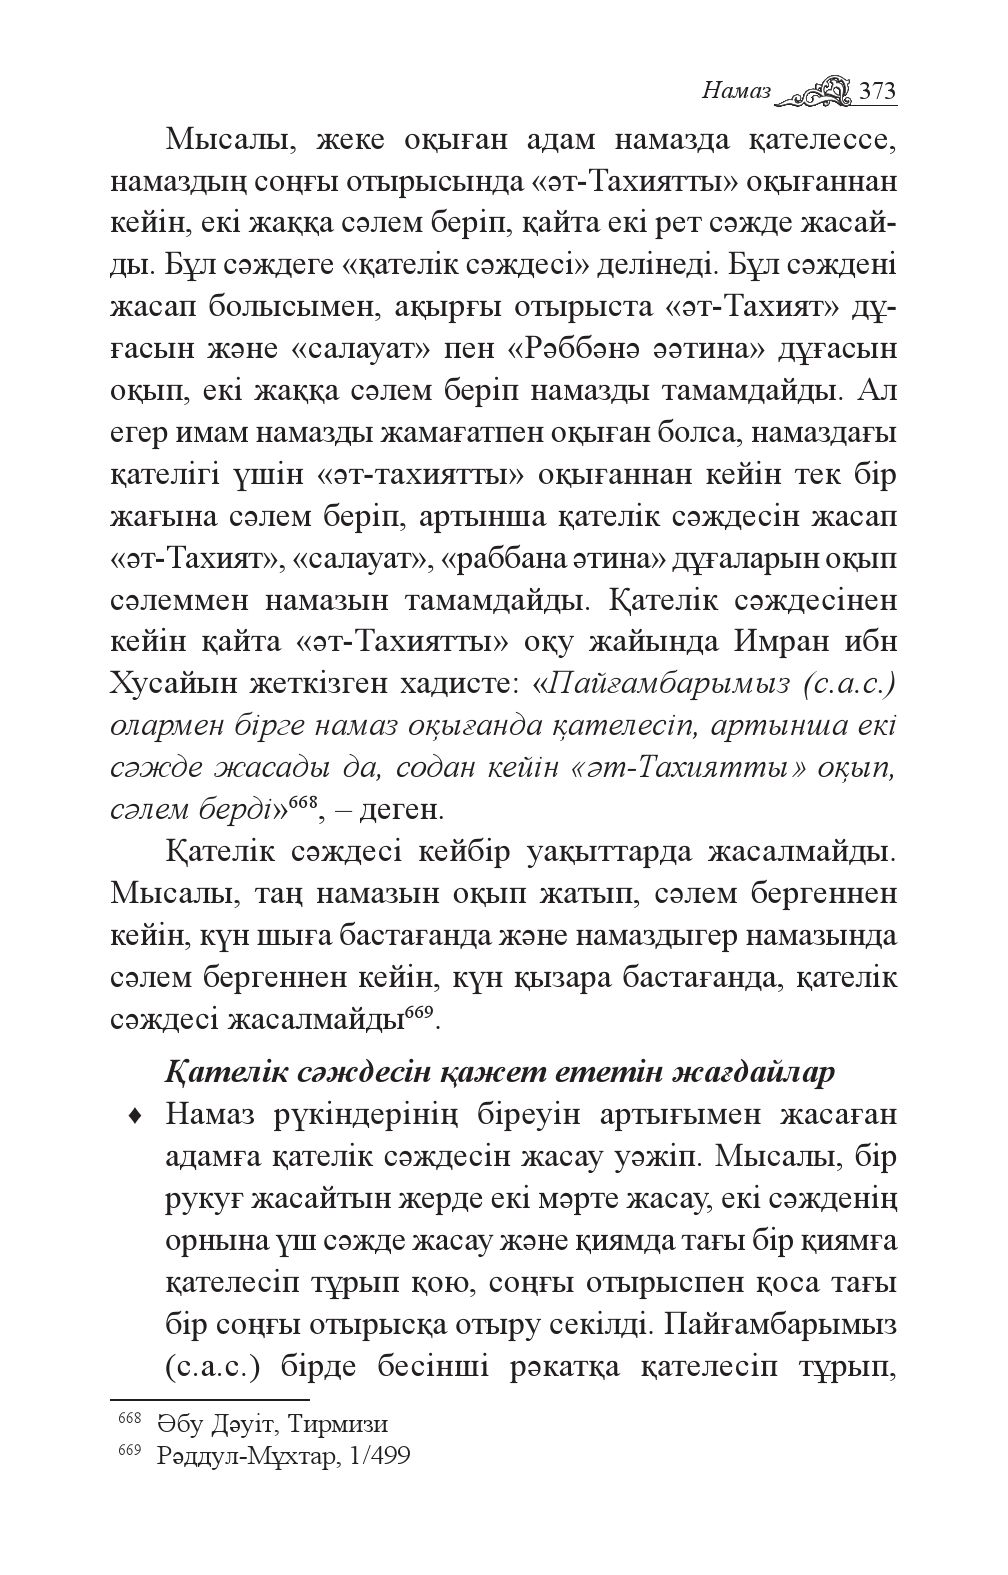 Намаз 373
Мысалы, жеке оқыған адам намазда қателессе,
намаздың соңғы отырысында «әт-Тахиятты» оқығаннан
кейін, екі жаққа сәлем беріп, қайта екі рет сәжде жасай-
ды. Бұл сәждеге «қателік сәждесі» делінеді. Бұл сәждені
жасап болысымен, ақырғы отырыста «әт-Тахият» дұ-
ғасын және «салауат» пен «Рәббәнә әәтина» дұғасын
оқып, екі жаққа сәлем беріп намазды тамамдайды. Ал
егер имам намазды жамағатпен оқыған болса, намаздағы
қателігі үшін «әт-тахиятты» оқығаннан кейін тек бір
жағына сәлем беріп, артынша қателік сәждесін жасап
«әт-Тахият», «салауат», «раббана әтина» дұғаларын оқып
сәлеммен намазын тамамдайды. Қателік сәждесінен
кейін қайта «әт-Тахиятты» оқу жайында Имран ибн
Хусайын жеткізген хадисте: «Пайғамбарымыз (с.а.с.)
олармен бірге намаз оқығанда қателесіп, артынша екі
сәжде жасады да, содан кейін «әт-Тахиятты» оқып,
сәлем берді»668, – деген.
Қателік сәждесі кейбір уақыттарда жасалмайды.
Мысалы, таң намазын оқып жатып, сәлем бергеннен
кейін, күн шыға бастағанда және намаздыгер намазында
сәлем бергеннен кейін, күн қызара бастағанда, қателік
сәждесі жасалмайды669.
Қателік сәждесін қажет ететін жағдайлар
♦ Намаз рүкіндерінің біреуін артығымен жасаған
адамға қателік сәждесін жасау уәжіп. Мысалы, бір
рукуғ жасайтын жерде екі мәрте жасау, екі сәжденің
орнына үш сәжде жасау және қиямда тағы бір қиямға
қателесіп тұрып қою, соңғы отырыспен қоса тағы
бір соңғы отырысқа отыру секілді. Пайғамбарымыз
(с.а.с.) бірде бесінші рәкатқа қателесіп тұрып,
668 Әбу Дәуіт, Тирмизи
669 Рәддул-Мұхтар, 1/499